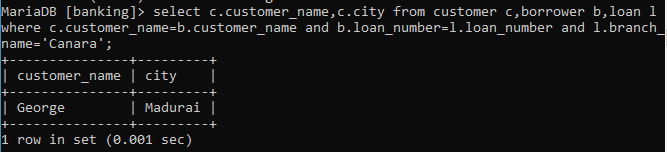 MariaDB [banking]> select c.customer_name,c.city from customer c,borrower b,loan l
where c.customer_name=b.customer_name and b.loan_number=l.loan_number and l.branch_
name='Canara';
+---------------+---------+
| customer_name | city    |
+---------------+---------+
| George        | Madurai |
+---------------+---------+
1 row in set (0.001 sec)